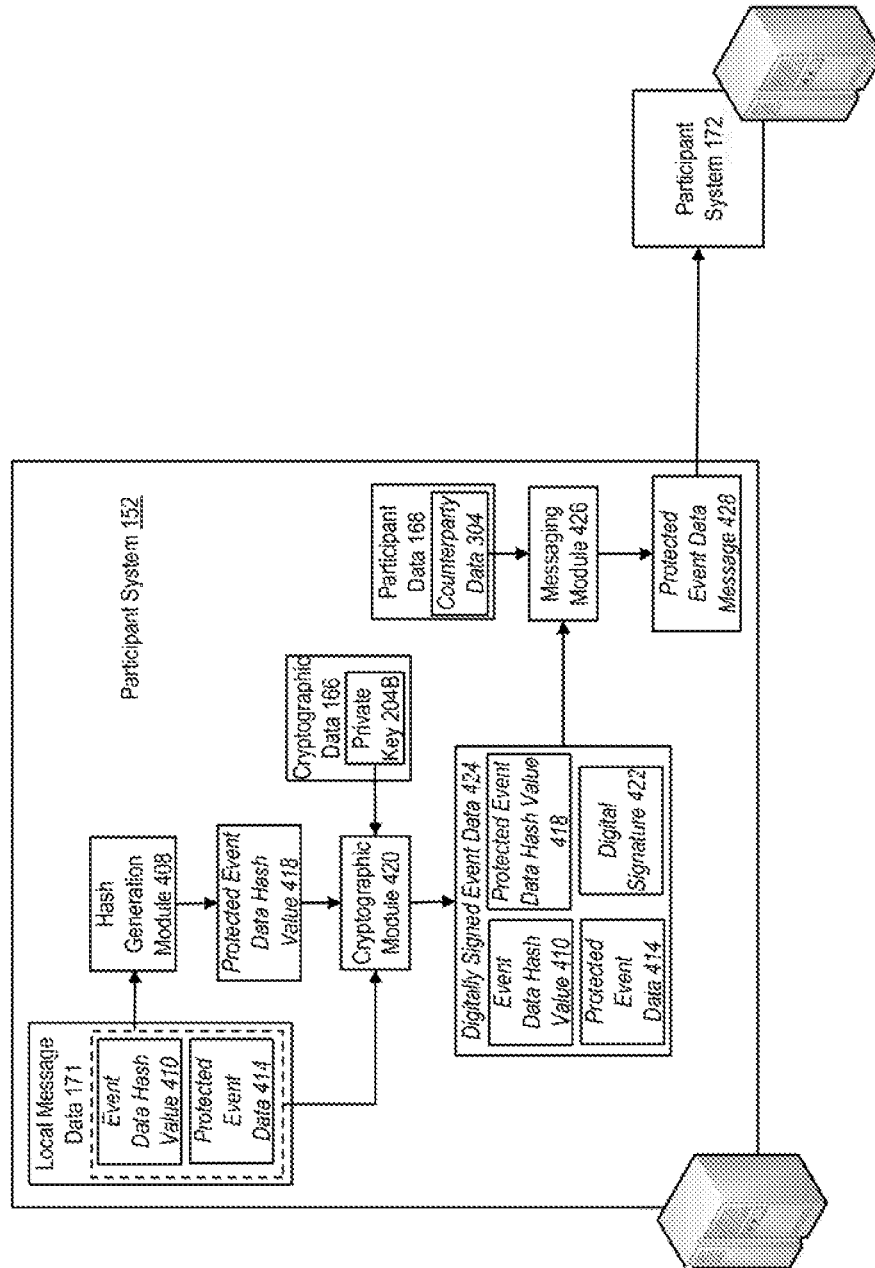 Participant System 152
Local Message
Data 171
Event
Data Hash
Value 410
Protected
Event
Data 414
Hash
Generation
Module 408
Protected Event
Data Hash
Value 418
Cryptographic
Data 166
Private
Key 204B
Cryptographic
Module 420
Digitally Signed Event Data 424
Event
Data Hash
Value 410
Protected Event
Data Hash Value
418
Protected
Event
Data 414
Digital
Signature 422
Participant
Data 168
Counterparty
Data 304
Messaging
Module 426
Protected
Event Data
Message 428
Participant
System 172